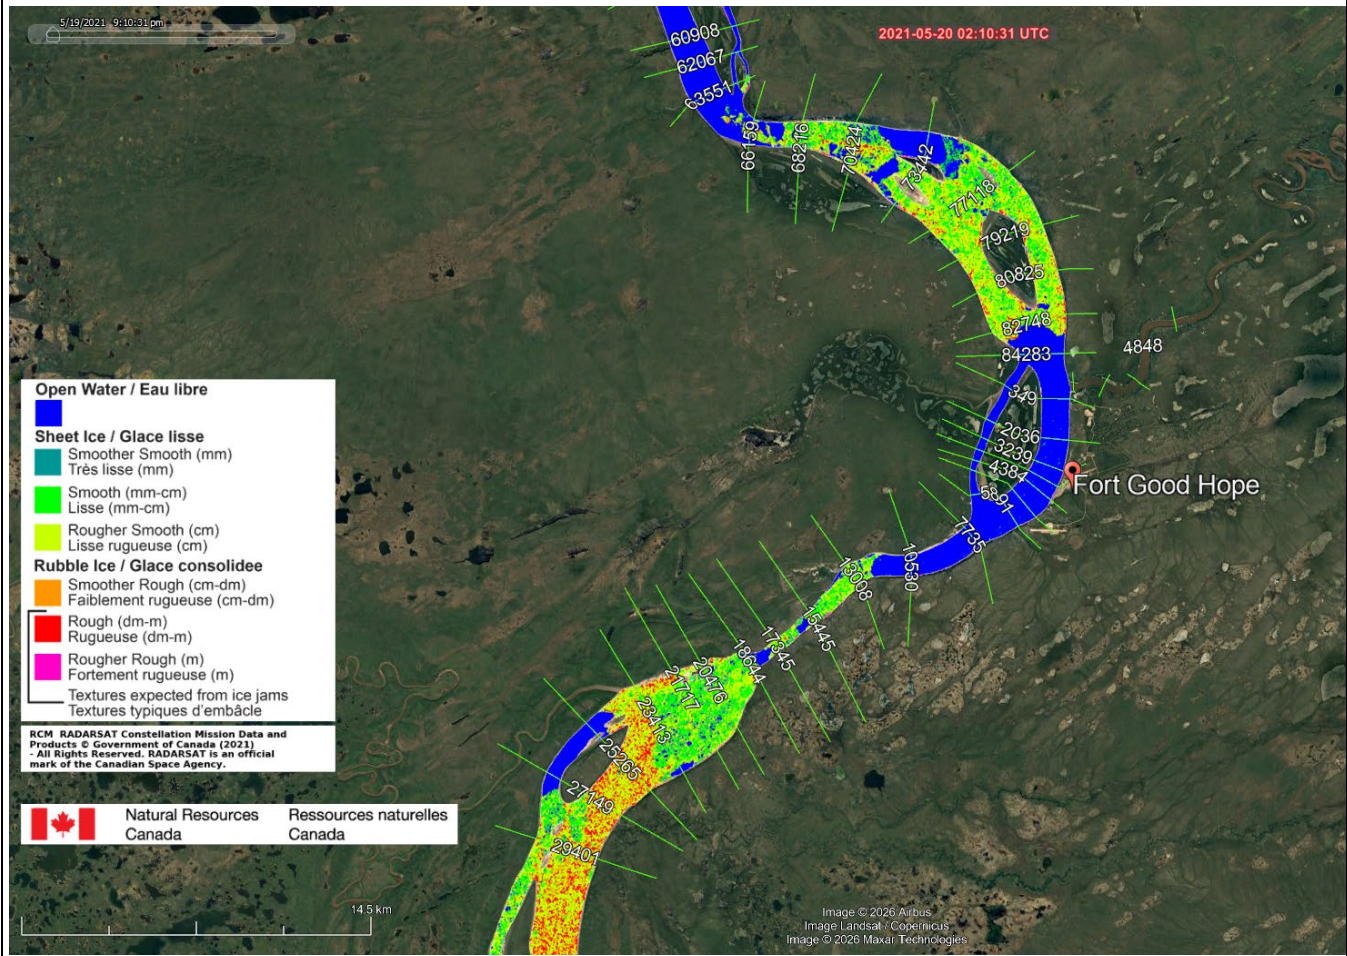 5/19/2021 9:10:31 pm
2021-05-20 02:10:31 UTC
60908
62067
63551
66159
68216
70424
73442
77118
79219
80825
82748
84283
4848
349
2036
3239
4384
5891
Fort Good Hope
7735
10530
13008
15445
17345
18644
20476
21717
23413
25265
27149
29401
Open Water / Eau libre
Sheet Ice / Glace lisse
Smoother Smooth (mm)
Très lisse (mm)
Smooth (mm-cm)
Lisse (mm-cm)
Rougher Smooth (cm)
Lisse rugueuse (cm)
Rubble Ice / Glace consolidee
Smoother Rough (cm-dm)
Faiblement rugueuse (cm-dm)
Rough (dm-m)
Rugueuse (dm-m)
Rougher Rough (m)
Fortement rugueuse (m)
Textures expected from ice jams
Textures typiques d'embâcle
RCM RADARSAT Constellation Mission Data and
Products © Government of Canada (2021)
- All Rights Reserved. RADARSAT is an official
mark of the Canadian Space Agency.
Natural Resources Ressources naturelles
Canada Canada
14.5 km
Image © 2026 Airbus
Image Landsat / Copernicus
Image © 2026 Maxar Technologies